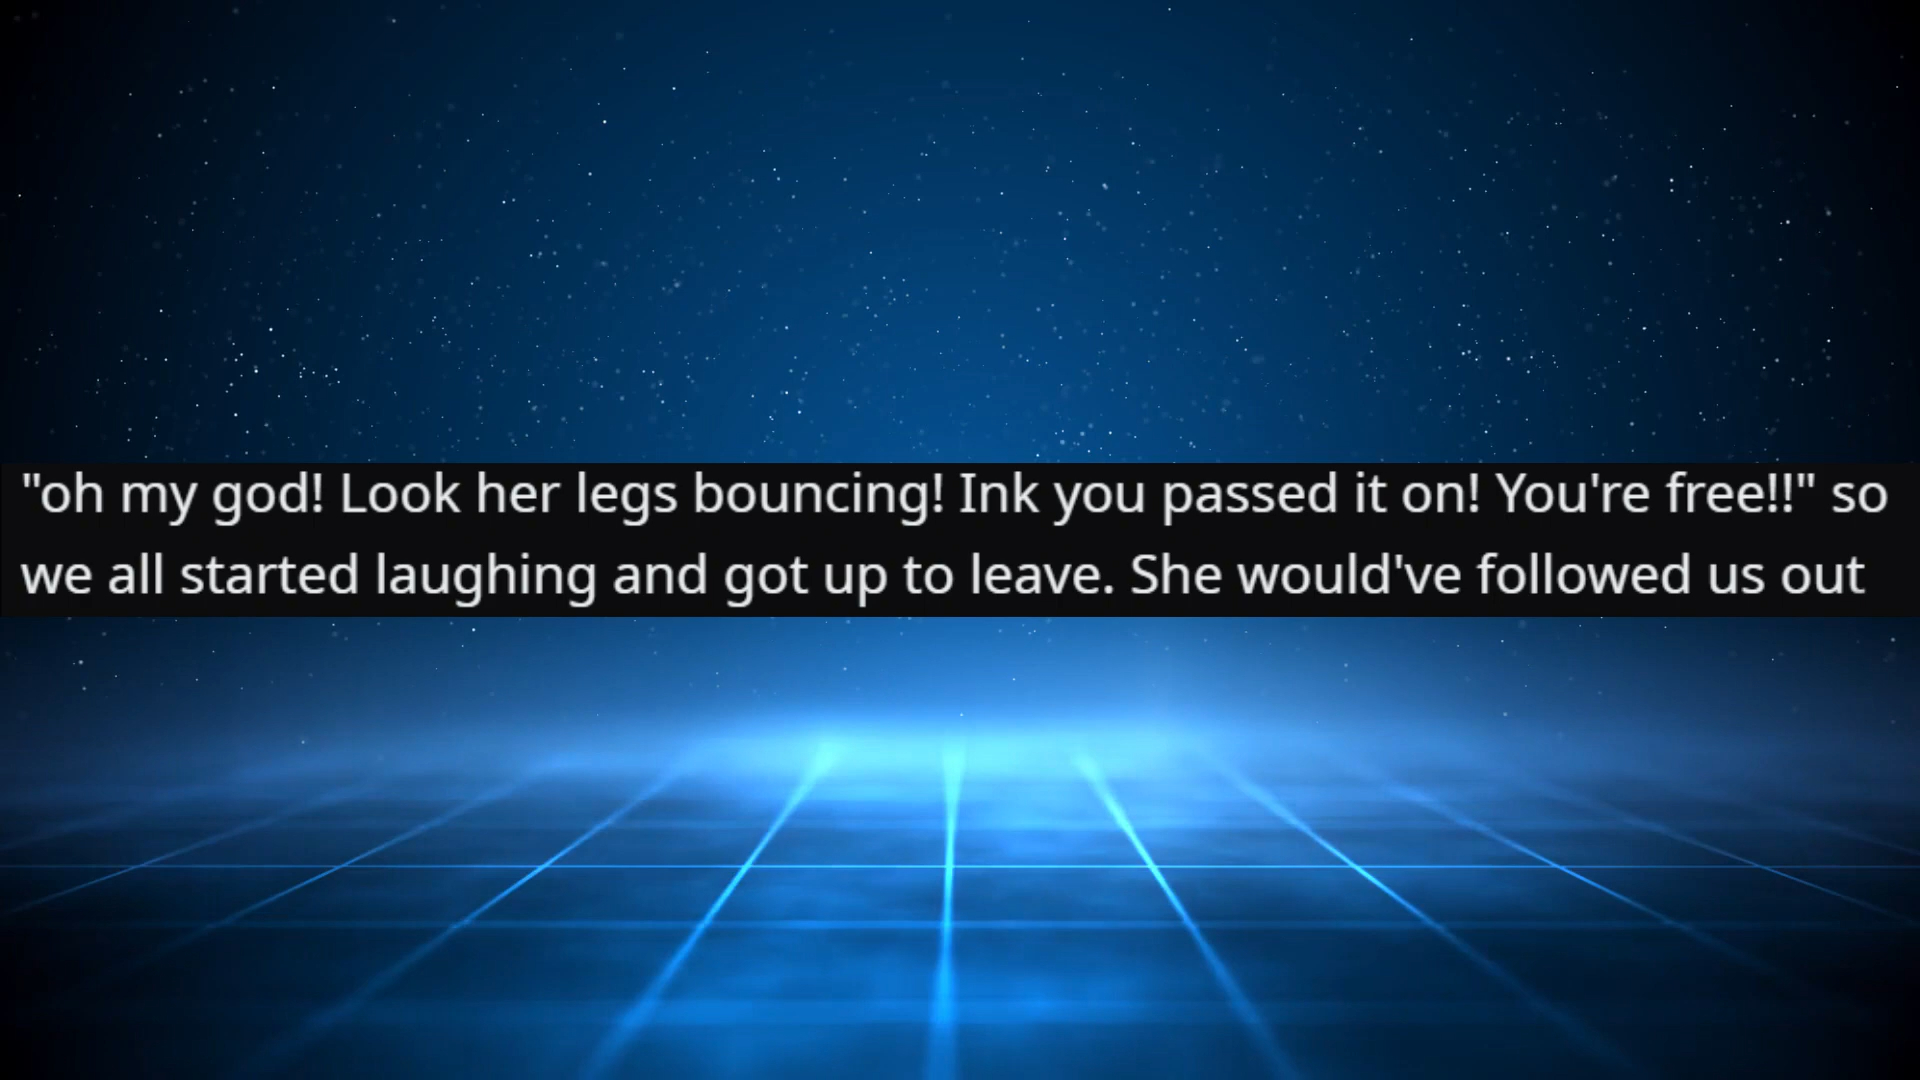 "oh my god! Look her legs bouncing! Ink you passed it on! You're free!!" so
we all started laughing and got up to leave. She would've followed us out